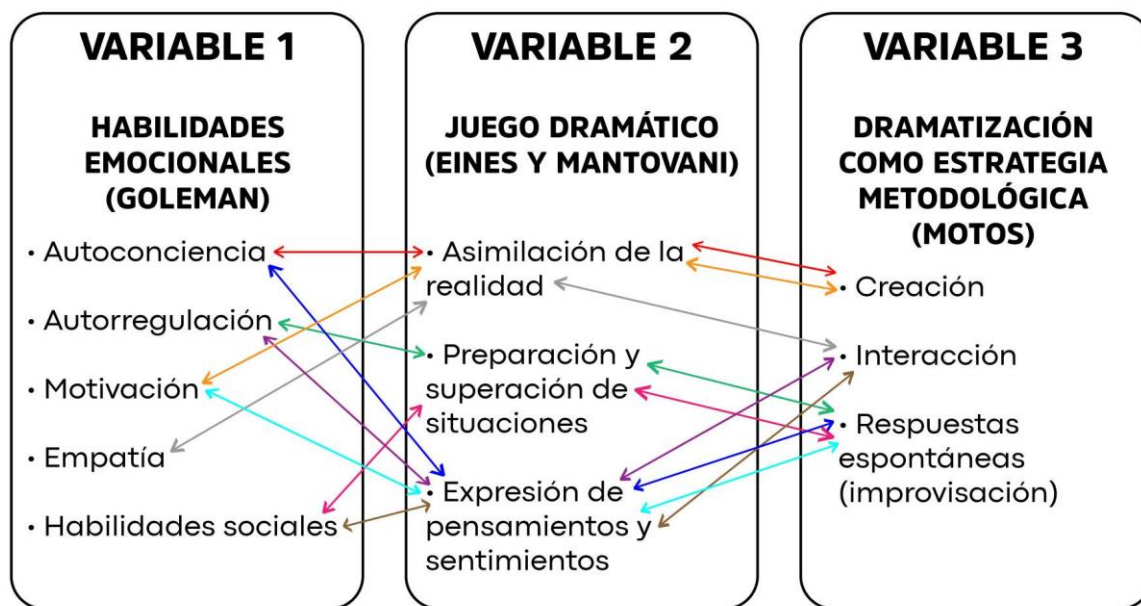 VARIABLE 1
HABILIDADES
EMOCIONALES
(GOLEMAN)
· Autoconciencia
· Autorregulación
· Motivación
· Empatía
· Habilidades sociales
VARIABLE 2
JUEGO DRAMÁTICO
(EINES Y MANTOVANI)
· Asimilación de la
realidad
· Preparación y
superación de
situaciones
· Expresión de
pensamientos y
sentimientos
VARIABLE 3
DRAMATIZACIÓN
COMO ESTRATEGIA
METODOLÓGICA
(MOTOS)
· Creación
· Interacción
· Respuestas
espontáneas
(improvisación)